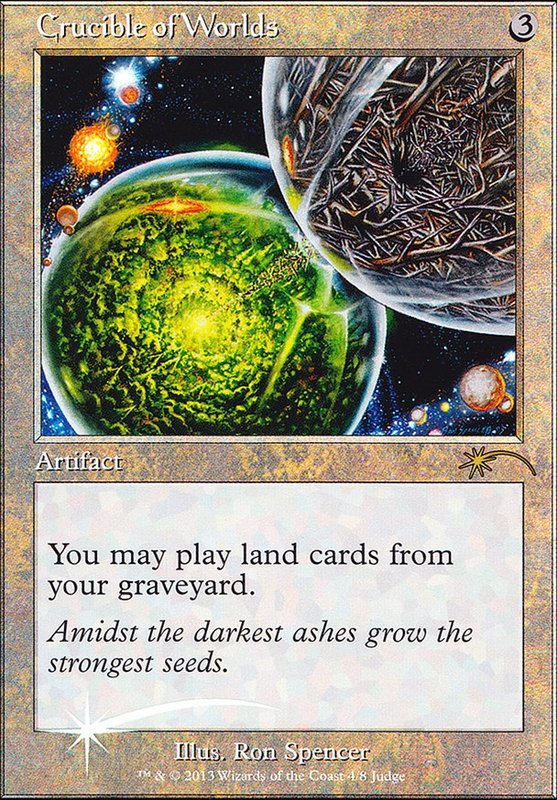 Crucible of Worlds 3
Artifact
You may play land cards from
your graveyard.
Amidst the darkest ashes grow the
strongest seeds.
Illus. Ron Spencer
™ & © 2013 Wizards of the Coast 4/8 Judge